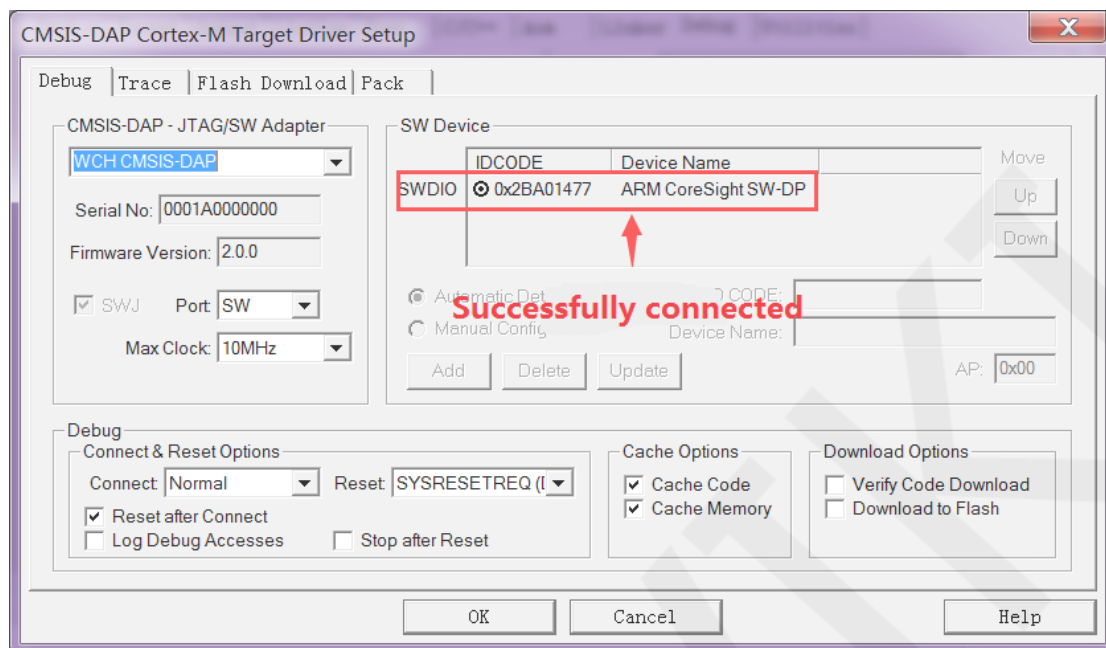 CMSIS-DAP Cortex-M Target Driver Setup
Debug Trace Flash Download Pack
CMSIS-DAP - JTAG/SW Adapter
WCH CMSIS-DAP
Serial No: 0001A0000000
Firmware Version: 2.0.0
SWJ Port: SW
Max Clock: 10MHz
SW Device
IDCODE Device Name
SWDIO 0x2BA01477 ARM CoreSight SW-DP
Move
Up
Down
Successfully connected
Automatic CODE:
Manual Device Name:
Add Delete Update AP: 0x00
Debug
Connect & Reset Options
Connect: Normal Reset: SYSRESETREQ
Reset after Connect
Log Debug Accesses Stop after Reset
Cache Options
Cache Code
Cache Memory
Download Options
Verify Code Download
Download to Flash
OK Cancel Help